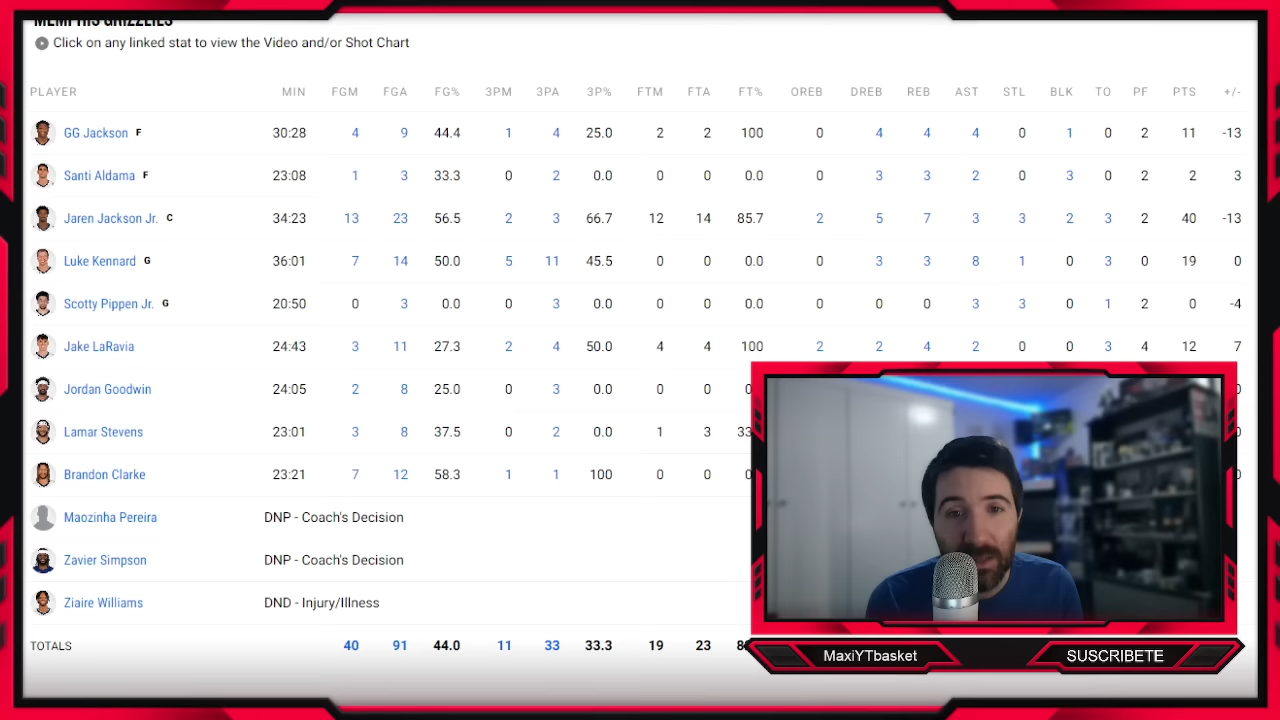 MEMPHIS GRIZZLIES
Click on any linked stat to view the Video and/or Shot Chart
PLAYER MIN FGM FGA FG% 3PM 3PA 3P% FTM FTA FT% OREB DREB REB AST STL BLK TO PF PTS +/-
GG Jackson F 30:28 4 9 44.4 1 4 25.0 2 2 100 0 4 4 4 0 1 0 2 11 -13
Santi Aldama F 23:08 1 3 33.3 0 2 0.0 0 0 0.0 0 3 3 2 0 3 0 2 2 3
Jaren Jackson Jr. C 34:23 13 23 56.5 2 3 66.7 12 14 85.7 2 5 7 3 3 2 3 2 40 -13
Luke Kennard G 36:01 7 14 50.0 5 11 45.5 0 0 0.0 0 3 3 8 1 0 3 0 19 0
Scotty Pippen Jr. G 20:50 0 3 0.0 0 3 0.0 0 0 0.0 0 0 0 3 3 0 1 2 0 -4
Jake LaRavia 24:43 3 11 27.3 2 4 50.0 4 4 100 2 2 4 2 0 0 3 4 12 7
Jordan Goodwin 24:05 2 8 25.0 0 3 0.0 0 0
Lamar Stevens 23:01 3 8 37.5 0 2 0.0 1 3
Brandon Clarke 23:21 7 12 58.3 1 1 100 0 0
Maozinha Pereira DNP - Coach's Decision
Zavier Simpson DNP - Coach's Decision
Ziaire Williams DND - Injury/Illness
TOTALS 40 91 44.0 11 33 33.3 19 23
MaxiYTbasket SUSCRIBETE